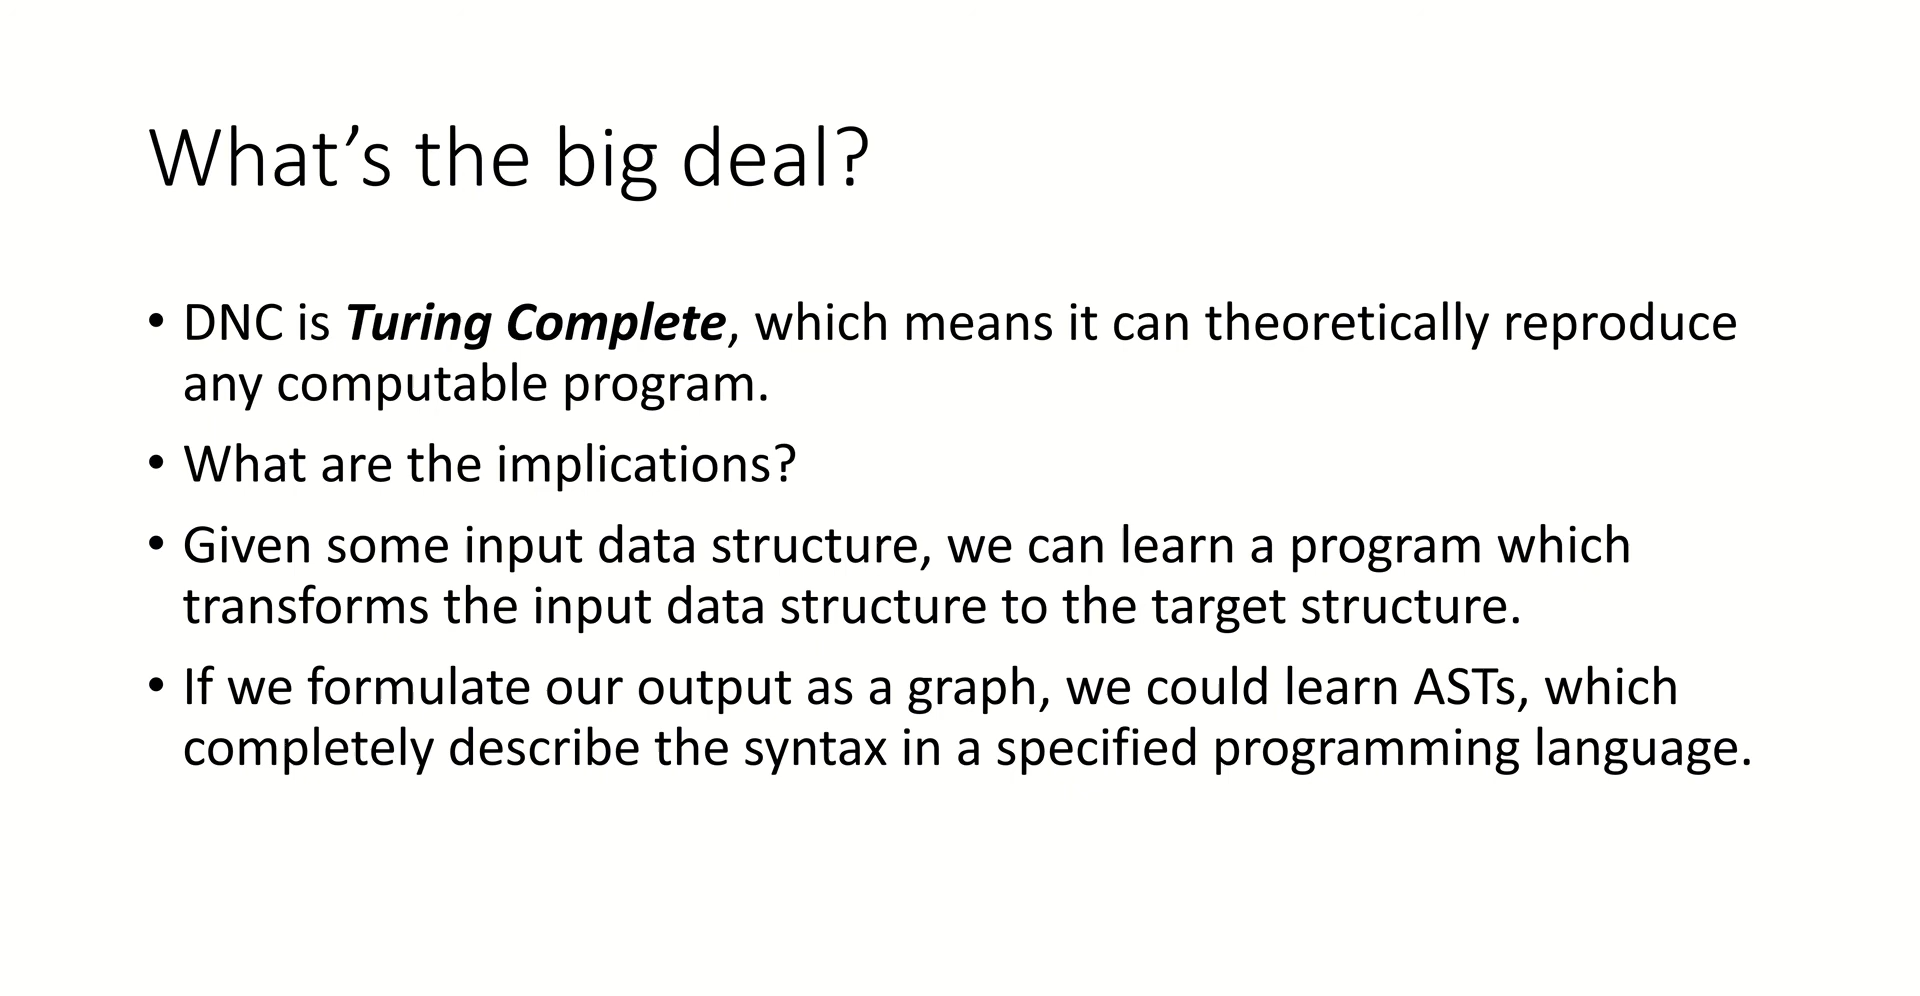 What’s the big deal?
• DNC is Turing Complete, which means it can theoretically reproduce
any computable program.
• What are the implications?
• Given some input data structure, we can learn a program which
transforms the input data structure to the target structure.
• If we formulate our output as a graph, we could learn ASTs, which
completely describe the syntax in a specified programming language.